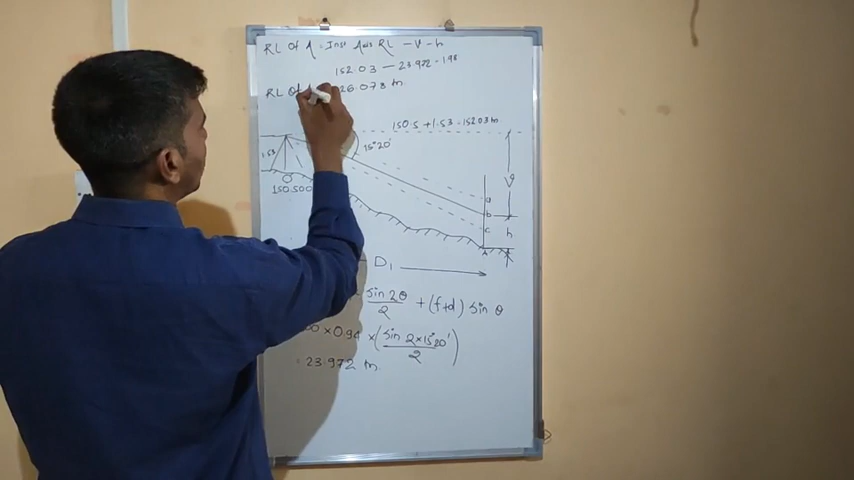 RL Of A = Inst Axis RL - V - h
152.03 - 23.972 - 1.98
RL Of 26.078 m.
150.5 + 1.53 = 152.03 m
15°20'
1.53
O
150.500
V
a
b
c
h
A
D₁
sin 2θ / 2 + (f+d) sin θ
00 × 0.94 × ( sin 2×15°20' / 2 )
= 23.972 m